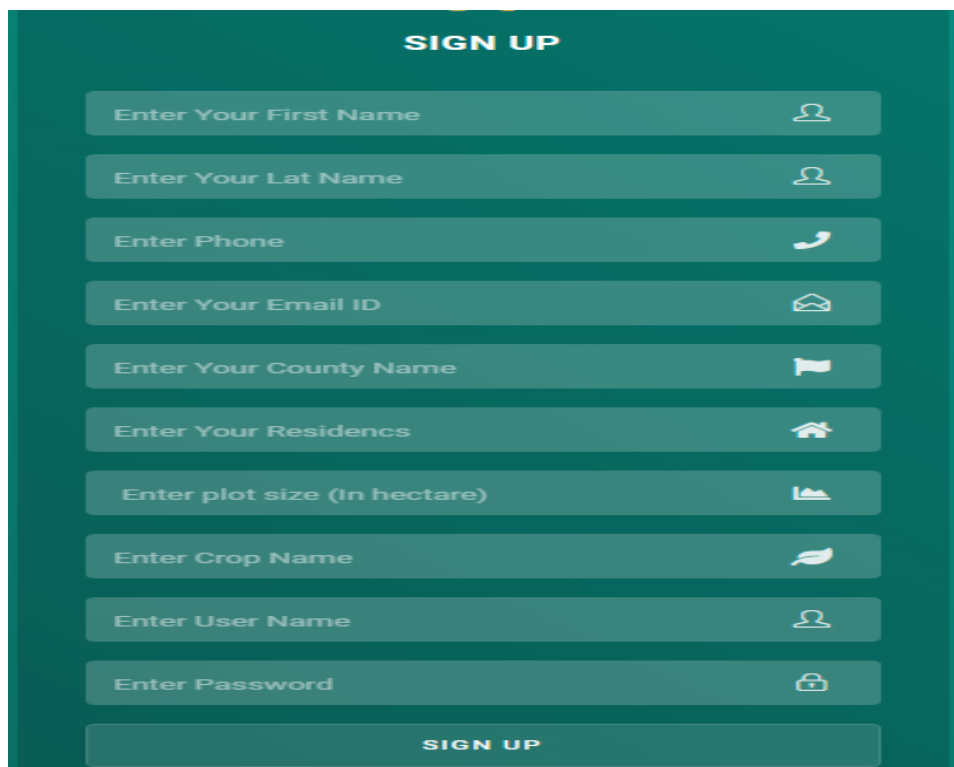 SIGN UP
Enter Your First Name
Enter Your Lat Name
Enter Phone
Enter Your Email ID
Enter Your County Name
Enter Your Residencs
Enter plot size (In hectare)
Enter Crop Name
Enter User Name
Enter Password
SIGN UP